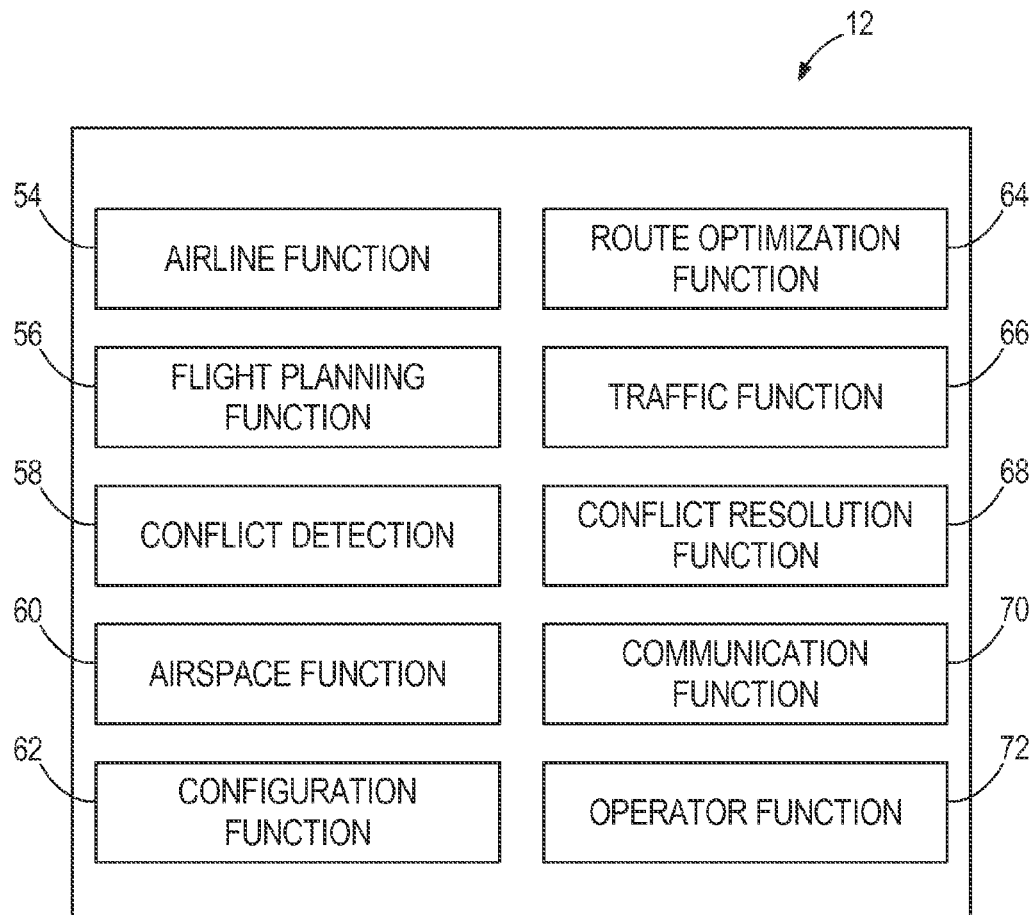 12
54
AIRLINE FUNCTION
64
ROUTE OPTIMIZATION
FUNCTION
56
FLIGHT PLANNING
FUNCTION
66
TRAFFIC FUNCTION
58
CONFLICT DETECTION
68
CONFLICT RESOLUTION
FUNCTION
60
AIRSPACE FUNCTION
70
COMMUNICATION
FUNCTION
62
CONFIGURATION
FUNCTION
72
OPERATOR FUNCTION